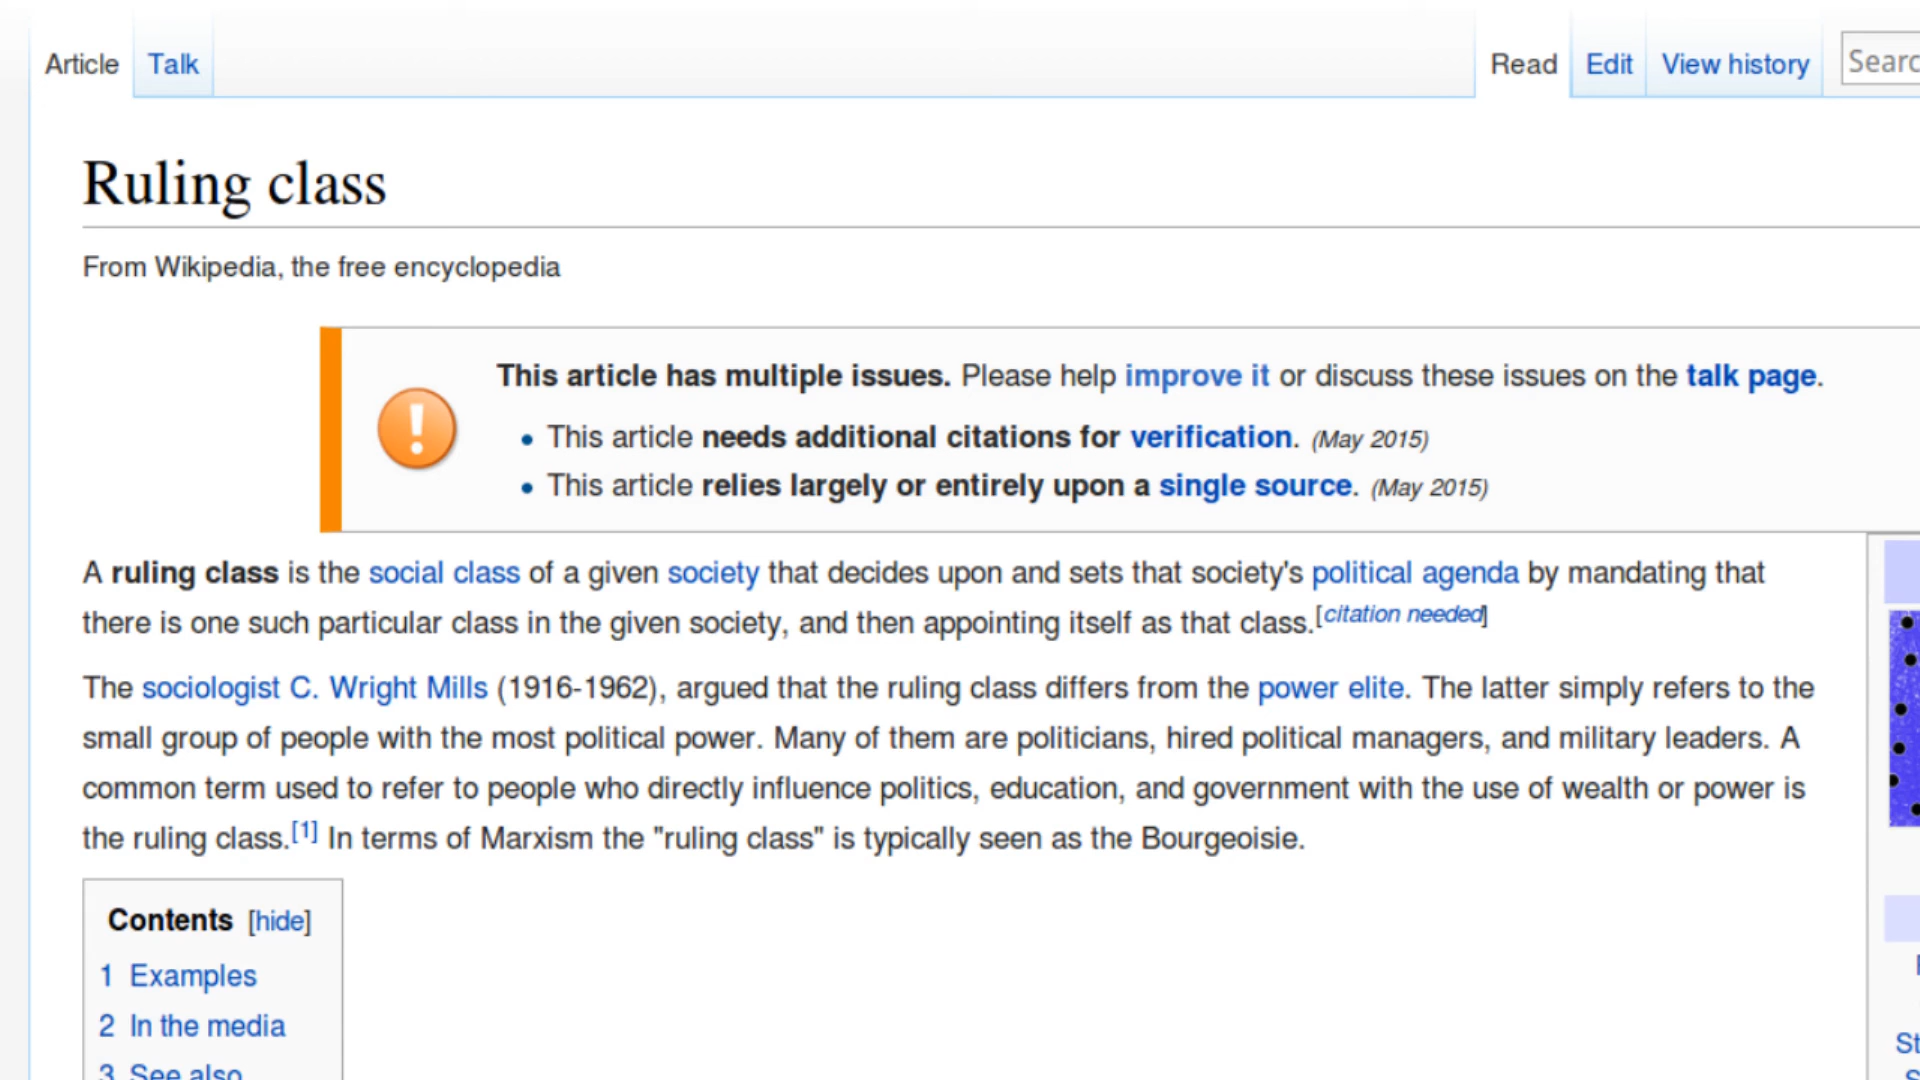 Article Talk Read Edit View history Searc
Ruling class
From Wikipedia, the free encyclopedia
This article has multiple issues. Please help improve it or discuss these issues on the talk page.
• This article needs additional citations for verification. (May 2015)
• This article relies largely or entirely upon a single source. (May 2015)
A ruling class is the social class of a given society that decides upon and sets that society's political agenda by mandating that
there is one such particular class in the given society, and then appointing itself as that class.[citation needed]
The sociologist C. Wright Mills (1916-1962), argued that the ruling class differs from the power elite. The latter simply refers to the
small group of people with the most political power. Many of them are politicians, hired political managers, and military leaders. A
common term used to refer to people who directly influence politics, education, and government with the use of wealth or power is
the ruling class.[1] In terms of Marxism the "ruling class" is typically seen as the Bourgeoisie.
Contents [hide]
1 Examples
2 In the media
3 See also
St